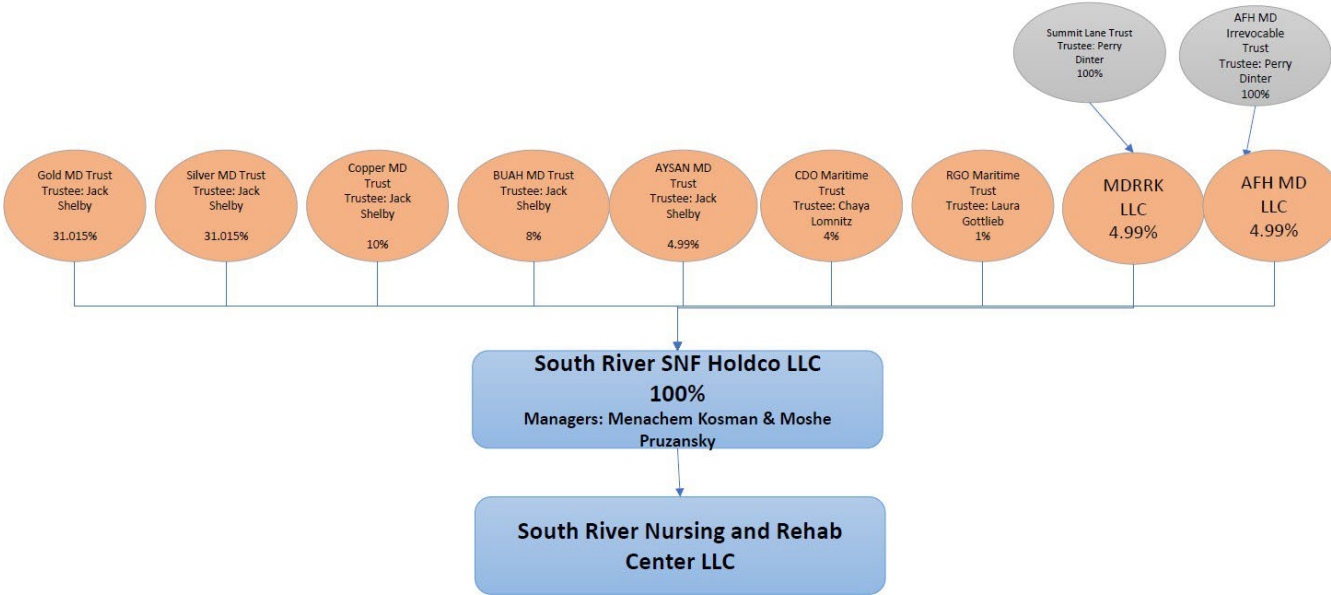 Summit Lane Trust
Trustee: Perry
Dinter
100%
AFH MD
Irrevocable
Trust
Trustee: Perry
Dinter
100%
Gold MD Trust
Trustee: Jack
Shelby
31.015%
Silver MD Trust
Trustee: Jack
Shelby
31.015%
Copper MD
Trust
Trustee: Jack
Shelby
10%
BUAH MD Trust
Trustee: Jack
Shelby
8%
AYSAN MD
Trust
Trustee: Jack
Shelby
4.99%
CDO Maritime
Trust
Trustee: Chaya
Lomnitz
4%
RGO Maritime
Trust
Trustee: Laura
Gottlieb
1%
MDRRK
LLC
4.99%
AFH MD
LLC
4.99%
South River SNF Holdco LLC
100%
Managers: Menachem Kosman & Moshe
Pruzansky
South River Nursing and Rehab
Center LLC